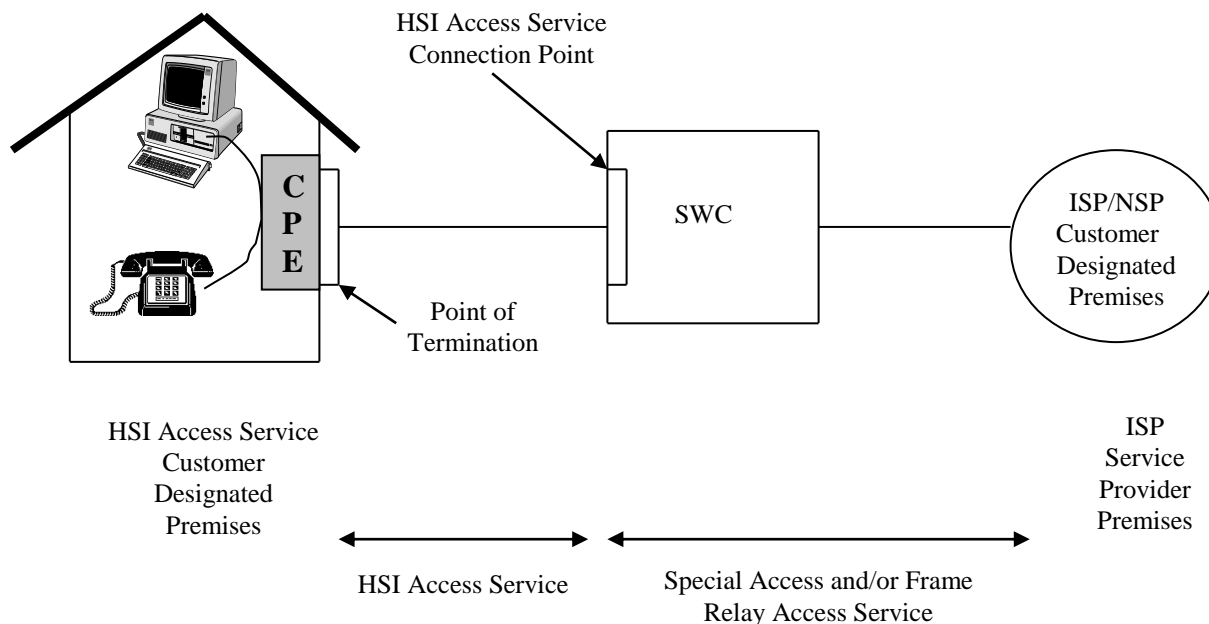 HSI Access Service
Connection Point
C
P
E
SWC
ISP/NSP
Customer
Designated
Premises
Point of
Termination
HSI Access Service
Customer
Designated
Premises
ISP
Service
Provider
Premises
HSI Access Service
Special Access and/or Frame
Relay Access Service